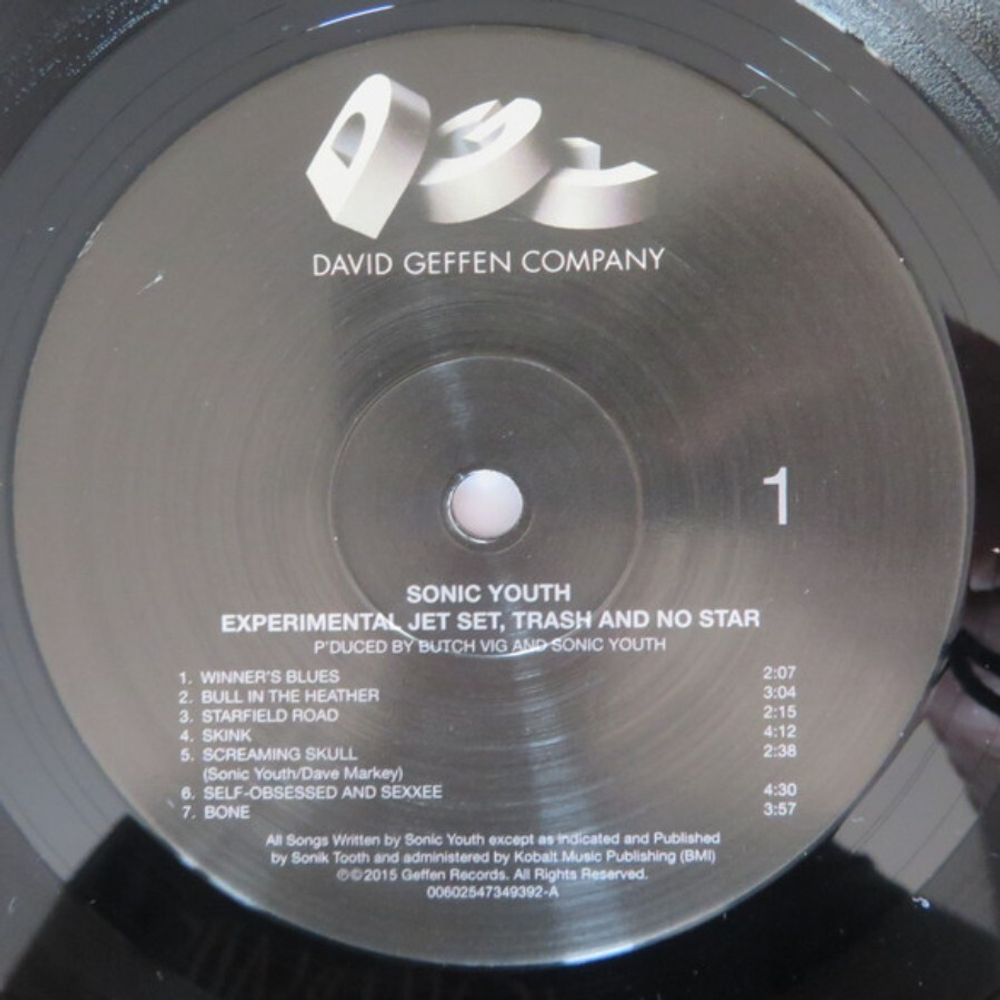 DGC
DAVID GEFFEN COMPANY
1
SONIC YOUTH
EXPERIMENTAL JET SET, TRASH AND NO STAR
P'DUCED BY BUTCH VIG AND SONIC YOUTH
1. WINNER'S BLUES 2:07
2. BULL IN THE HEATHER 3:04
3. STARFIELD ROAD 2:15
4. SKINK 4:12
5. SCREAMING SKULL 2:38
(Sonic Youth/Dave Markey)
6. SELF-OBSESSED AND SEXXEE 4:30
7. BONE 3:57
All Songs Written by Sonic Youth except as indicated and Published
by Sonik Tooth and administered by Kobalt Music Publishing (BMI)
℗©2015 Geffen Records. All Rights Reserved.
00602547349392-A